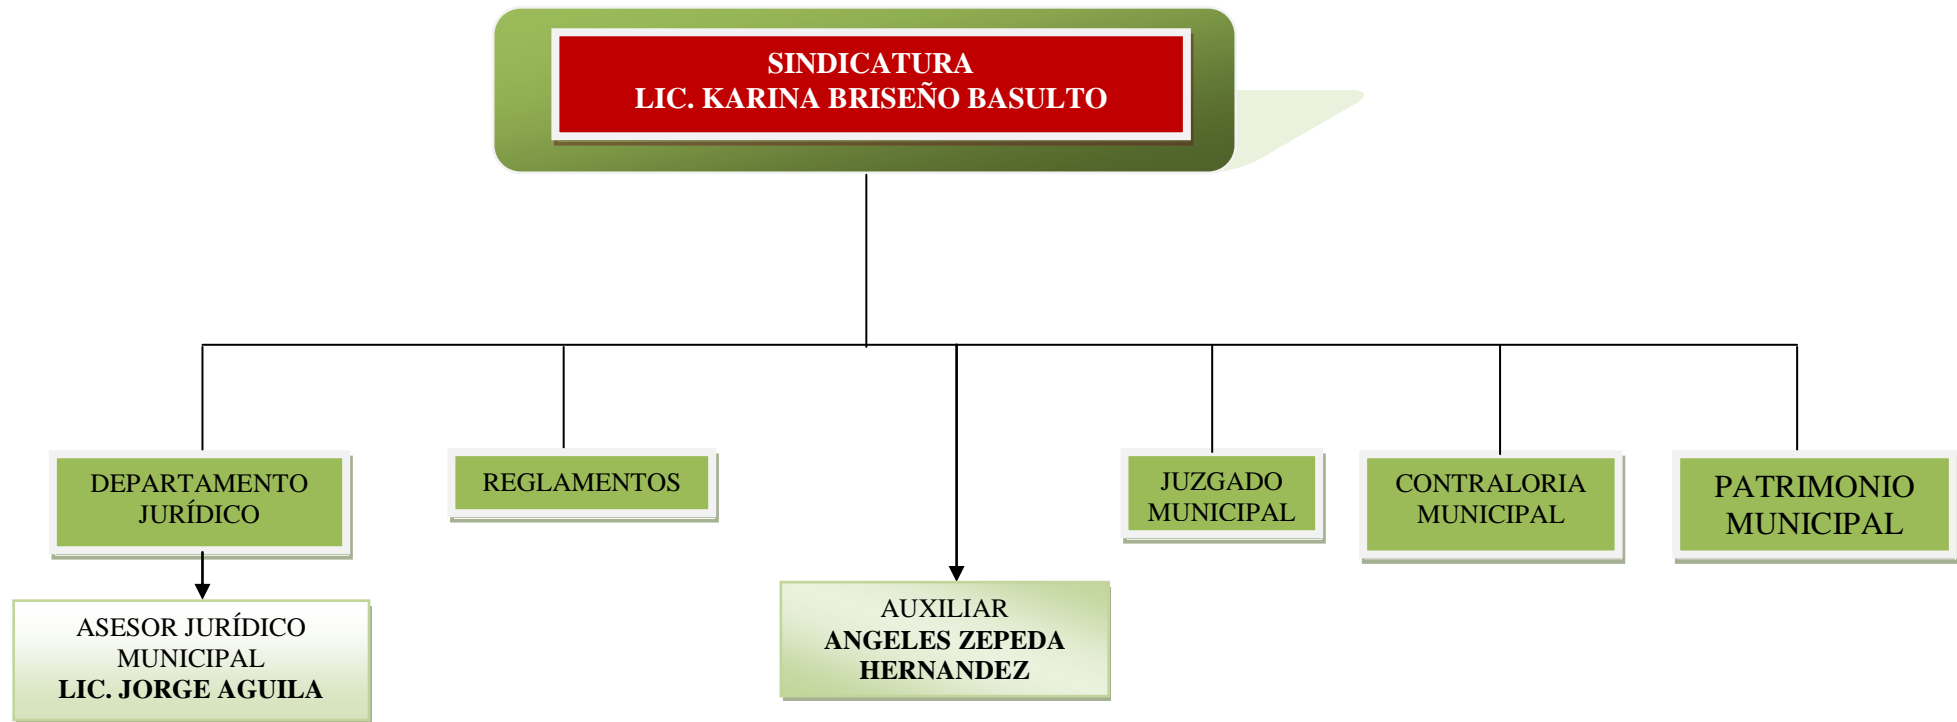 SINDICATURA
LIC. KARINA BRISEÑO BASULTO
DEPARTAMENTO
JURÍDICO
REGLAMENTOS
JUZGADO
MUNICIPAL
CONTRALORIA
MUNICIPAL
PATRIMONIO
MUNICIPAL
ASESOR JURÍDICO
MUNICIPAL
LIC. JORGE AGUILA
AUXILIAR
ANGELES ZEPEDA
HERNANDEZ